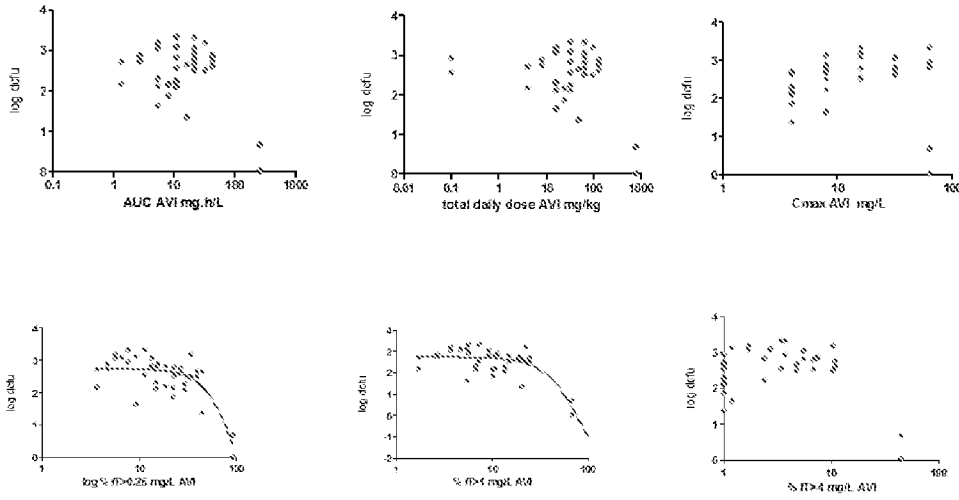 4
3
2
1
0
log dcfu
0.1 1 10 100 1000
AUC AVI mg.h/L
4
3
2
1
0
log dcfu
0.01 0.1 1 10 100 1000
total daily dose AVI mg/kg
4
3
2
1
0
log dcfu
1 10 100
Cmax AVI mg/L
4
3
2
1
0
log dcfu
1 10 100
log % fT>0.25 mg/L AVI
4
3
2
1
0
-1
-2
log dcfu
1 10 100
% fT>1 mg/L AVI
4
3
2
1
0
log dcfu
1 10 100
% fT>4 mg/L AVI